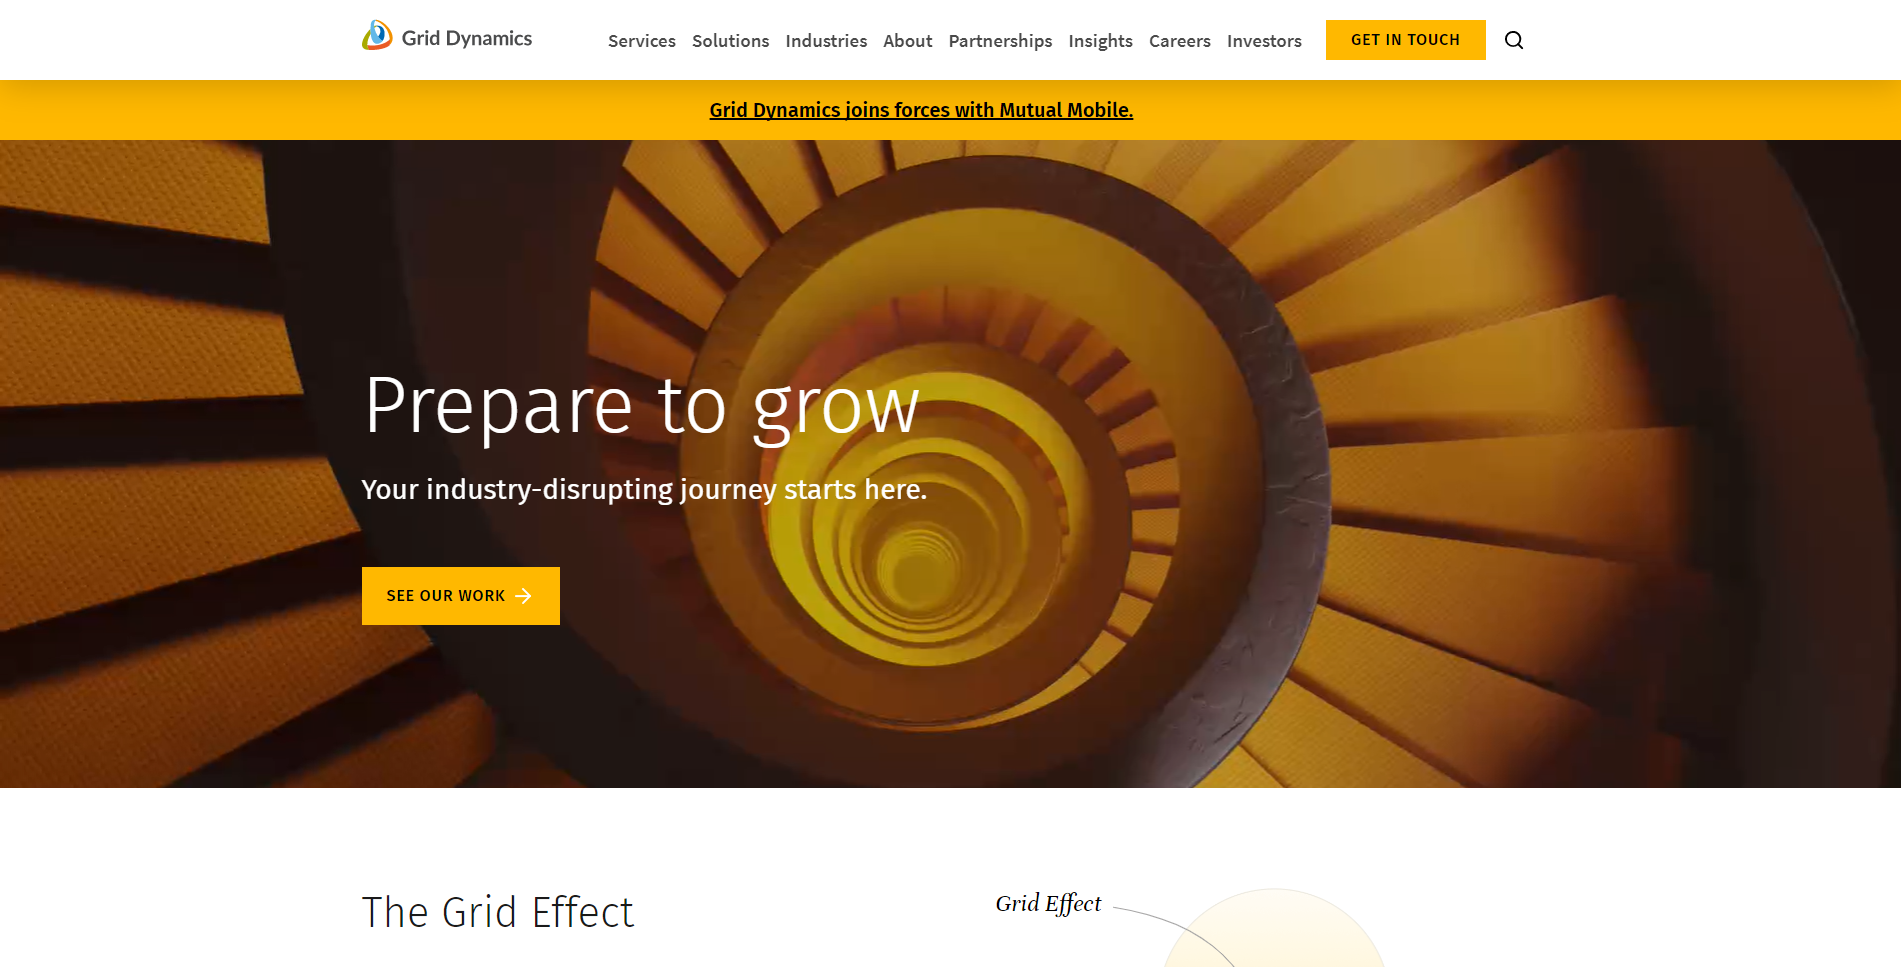 Grid Dynamics
Services Solutions Industries About Partnerships Insights Careers Investors GET IN TOUCH
Grid Dynamics joins forces with Mutual Mobile.
Prepare to grow
Your industry-disrupting journey starts here.
SEE OUR WORK
The Grid Effect
Grid Effect